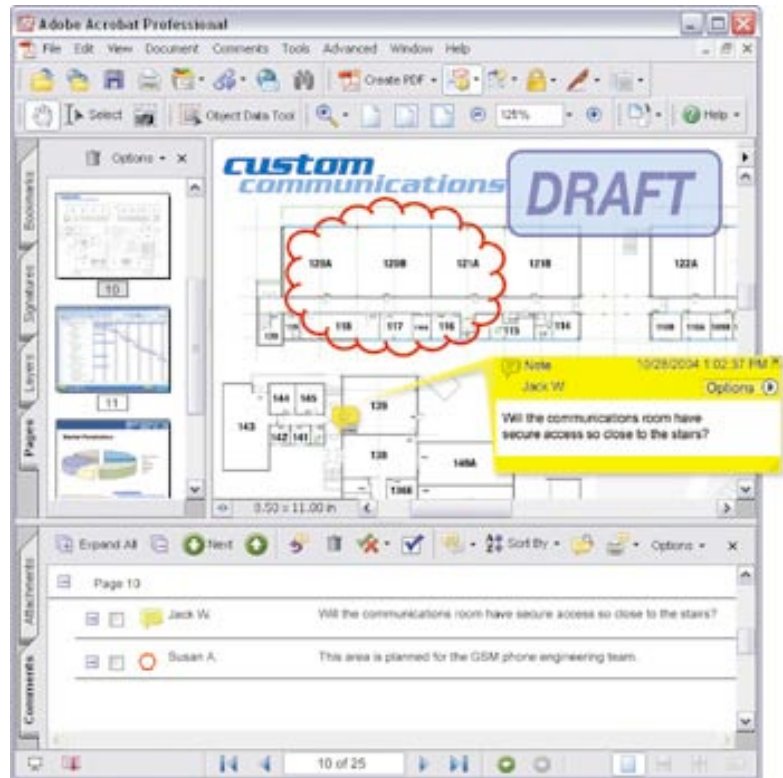 Adobe Acrobat Professional
File Edit View Document Comments Tools Advanced Window Help
Create PDF
Select Object Data Tool 125% Help
Options
Bookmarks
Signatures
Layers
Pages
10
11
custom
communications
DRAFT
120A 120B 121A 121B 122A
118 117 116 115 114
Note 10/28/2004 1:02:37 PM
Jack W
Options
Will the communications room have
secure access so close to the stairs?
144 145
143
142 141
139
138
140A
8.50 x 11.00 in
Attachments
Comments
Expand All Next Sort By Options
Page 10
Jack W. Will the communications room have secure access so close to the stairs?
Susan A. This area is planned for the GSM phone engineering team.
10 of 25